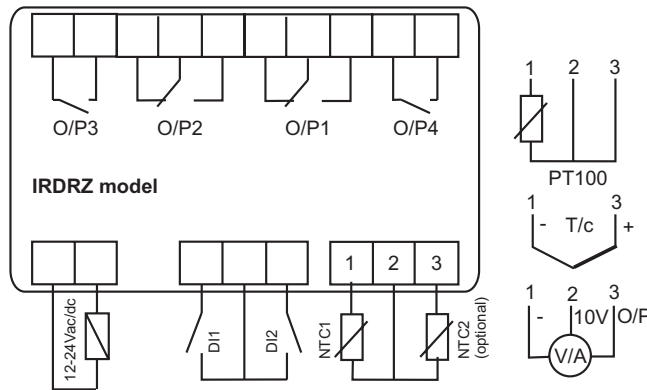 O/P3 O/P2 O/P1 O/P4
IRDRZ model
1 2 3
12-24Vac/dc
DI1
DI2
NTC1
NTC2
(optional)
1 2 3
PT100
1 3
- T/c +
1 2 3
- 10V O/P
V/A